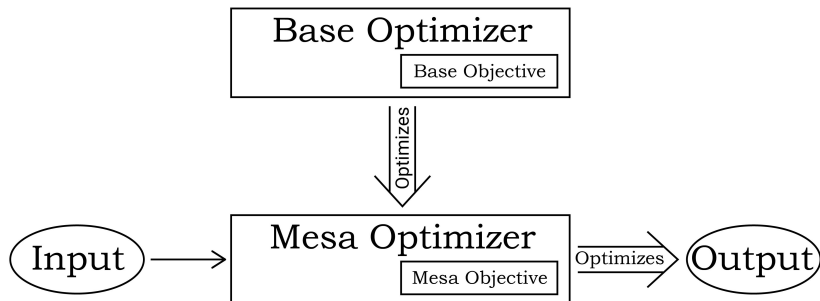 Base Optimizer
Base Objective
Optimizes
Mesa Optimizer
Mesa Objective
Input
Optimizes
Output